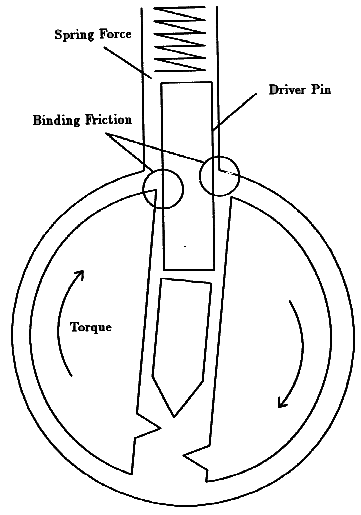 Spring Force
Driver Pin
Binding Friction
Torque